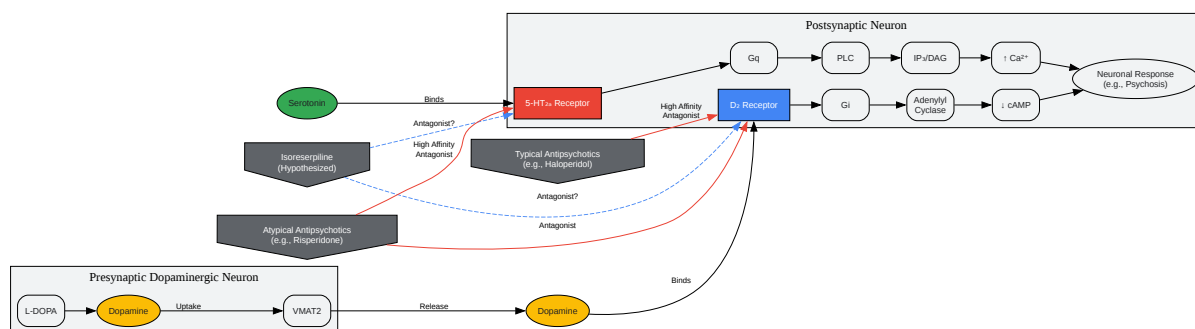 Postsynaptic Neuron
Gq
PLC
IP₃/DAG
↑ Ca²⁺
Neuronal Response
(e.g., Psychosis)
Serotonin
Binds
5-HT₂ₐ Receptor
High Affinity
Antagonist
D₂ Receptor
Gi
Adenylyl
Cyclase
↓ cAMP
Antagonist?
High Affinity
Antagonist
Isoreserpiline
(Hypothesized)
Typical Antipsychotics
(e.g., Haloperidol)
Antagonist?
Atypical Antipsychotics
(e.g., Risperidone)
Antagonist
Presynaptic Dopaminergic Neuron
Binds
L-DOPA
Dopamine
Uptake
VMAT2
Release
Dopamine